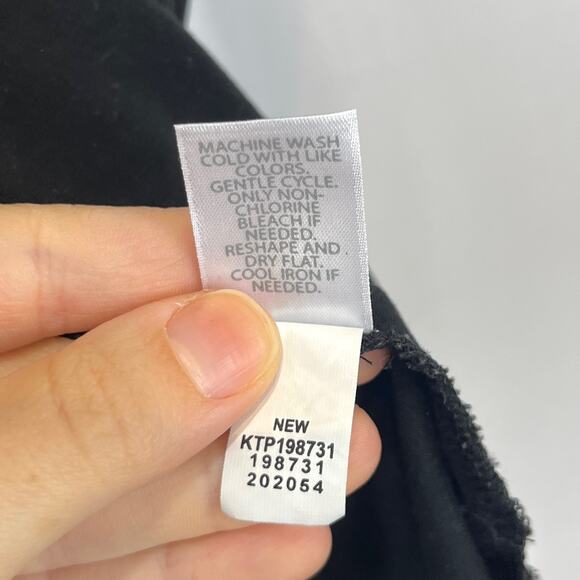 MACHINE WASH
COLD WITH LIKE
COLORS.
GENTLE CYCLE.
ONLY NON-
CHLORINE
BLEACH IF
NEEDED.
RESHAPE AND
DRY FLAT.
COOL IRON IF
NEEDED.
NEW
KTP198731
198731
202054